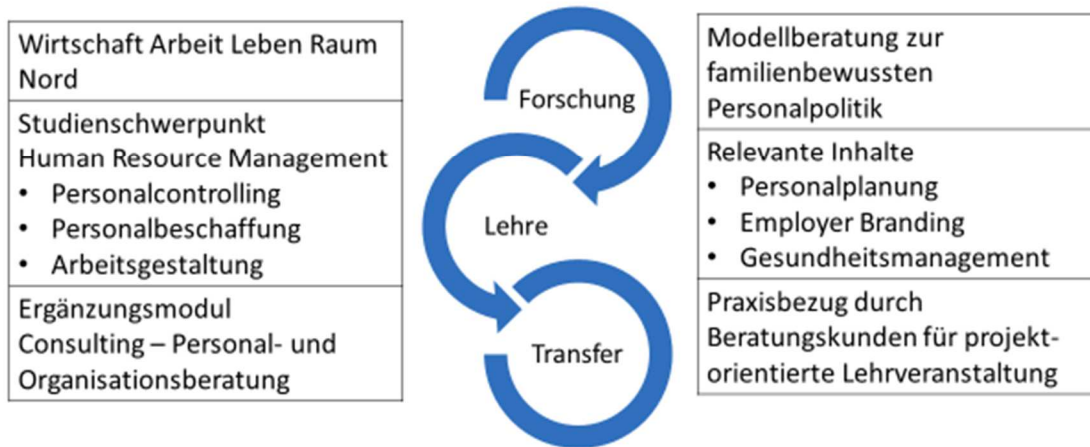 Wirtschaft Arbeit Leben Raum
Nord
Studienschwerpunkt
Human Resource Management
• Personalcontrolling
• Personalbeschaffung
• Arbeitsgestaltung
Ergänzungsmodul
Consulting – Personal- und
Organisationsberatung
Forschung
Lehre
Transfer
Modellberatung zur
familienbewussten
Personalpolitik
Relevante Inhalte
• Personalplanung
• Employer Branding
• Gesundheitsmanagement
Praxisbezug durch
Beratungskunden für projekt-
orientierte Lehrveranstaltung